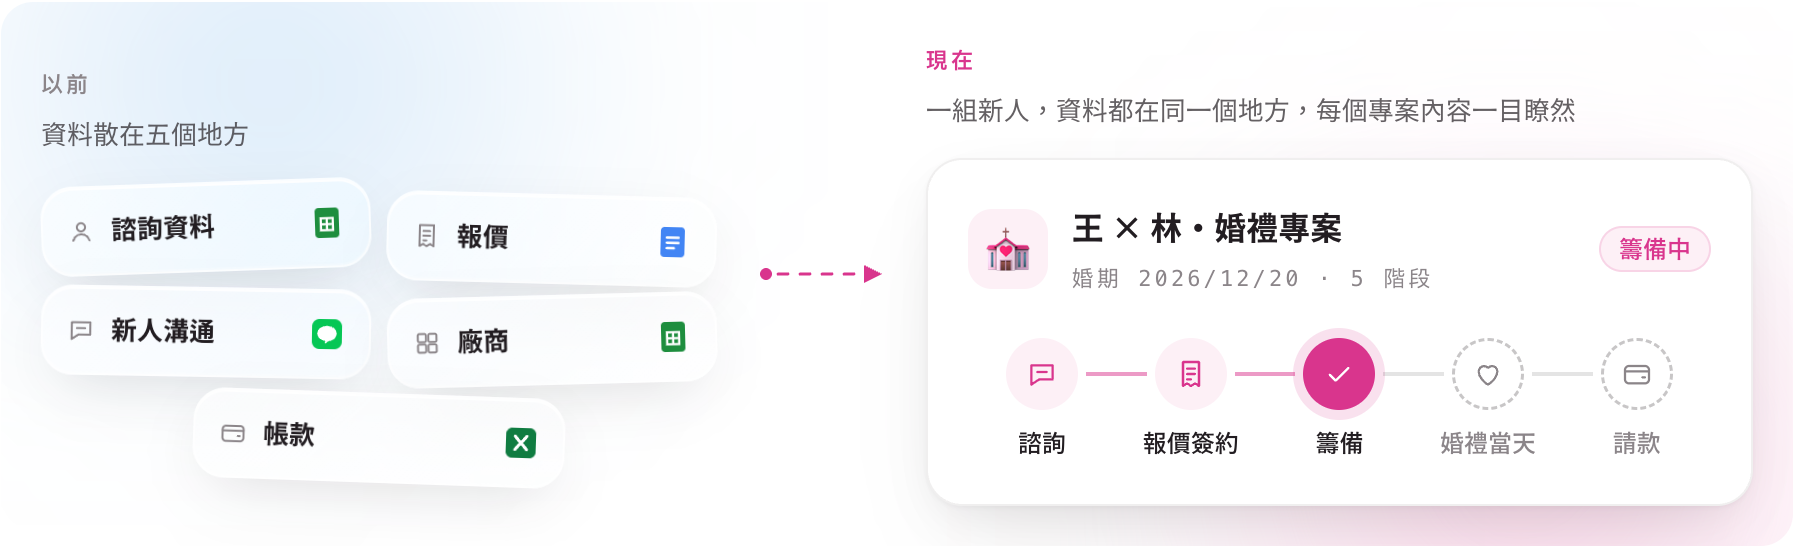 以前
資料散在五個地方
諮詢資料
報價
新人溝通
廠商
帳款
現在
一組新人，資料都在同一個地方，每個專案內容一目瞭然
王 × 林・婚禮專案
婚期 2026/12/20 · 5 階段
籌備中
諮詢
報價簽約
籌備
婚禮當天
請款